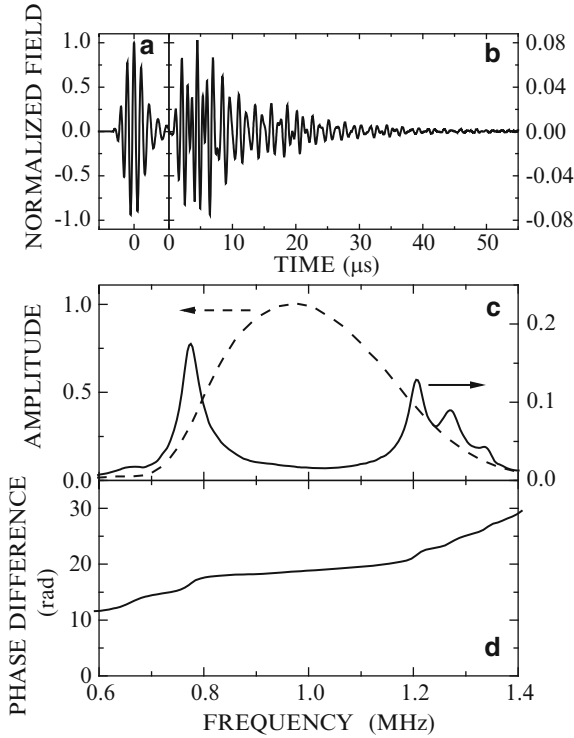 NORMALIZED FIELD
1.0
0.5
0.0
-0.5
-1.0
a
b
0.08
0.04
0.00
-0.04
-0.08
0 0 10 20 30 40 50
TIME (μs)
AMPLITUDE
1.0
0.5
0
c
0.2
0.1
0.0
PHASE DIFFERENCE
(rad)
30
20
10
0
d
0.6 0.8 1.0 1.2 1.4
FREQUENCY (MHz)